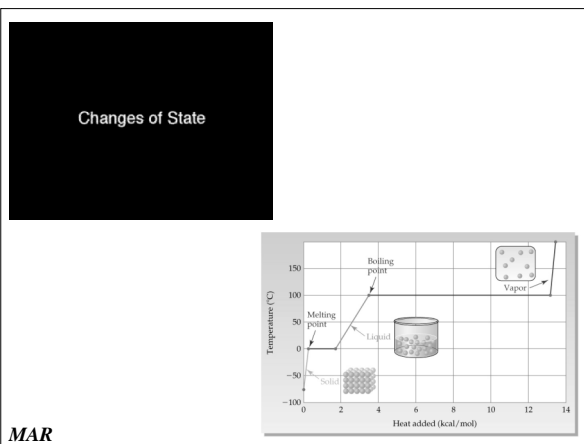 Changes of State
150
100
50
0
−50
−100
Temperature (°C)
Melting
point
Boiling
point
Solid
Liquid
Vapor
0 2 4 6 8 10 12 14
Heat added (kcal/mol)
MAR